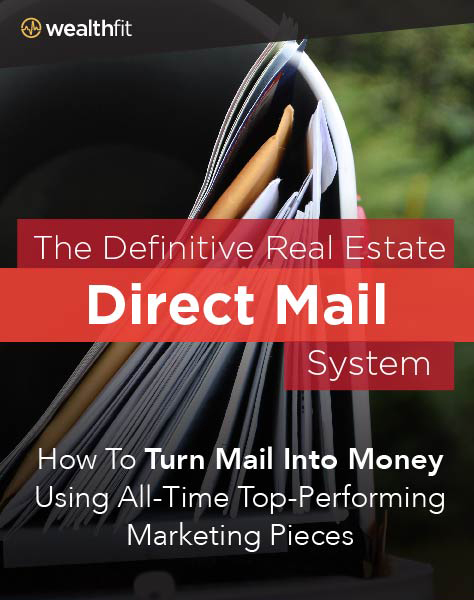 wealthfit
The Definitive Real Estate
Direct Mail
System
How To Turn Mail Into Money
Using All-Time Top-Performing
Marketing Pieces